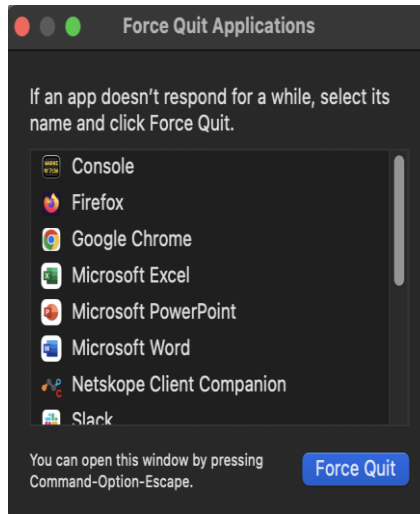 Force Quit Applications
If an app doesn’t respond for a while, select its
name and click Force Quit.
Console
Firefox
Google Chrome
Microsoft Excel
Microsoft PowerPoint
Microsoft Word
Netskope Client Companion
Slack
You can open this window by pressing
Command-Option-Escape.
Force Quit